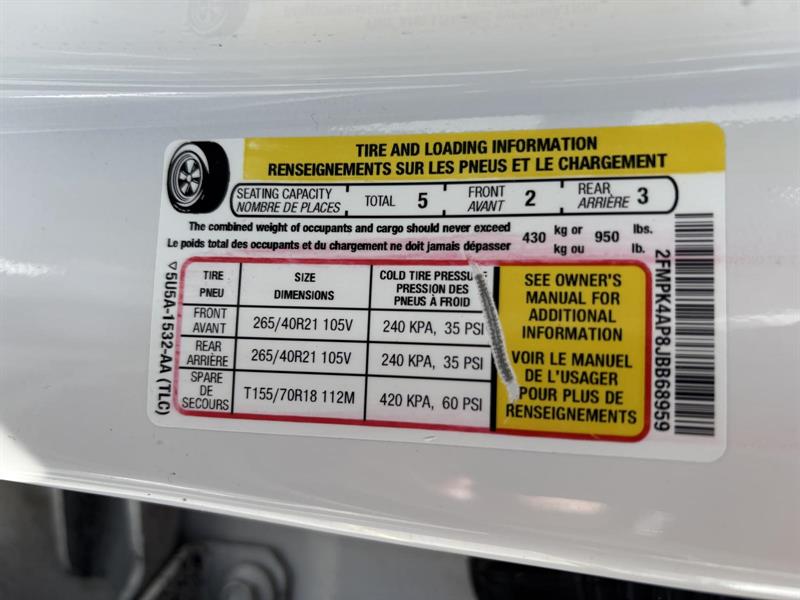 TIRE AND LOADING INFORMATION
RENSEIGNEMENTS SUR LES PNEUS ET LE CHARGEMENT
SEATING CAPACITY
NOMBRE DE PLACES
TOTAL 5
FRONT
AVANT 2
REAR
ARRIÈRE 3
The combined weight of occupants and cargo should never exceed
Le poids total des occupants et du chargement ne doit jamais dépasser
430 kg or 950 lbs.
kg ou lb.
TIRE
PNEU
SIZE
DIMENSIONS
COLD TIRE PRESSURE
PRESSION DES
PNEUS À FROID
FRONT
AVANT
265/40R21 105V
240 KPA, 35 PSI
REAR
ARRIÈRE
265/40R21 105V
240 KPA, 35 PSI
SPARE
DE
SECOURS
T155/70R18 112M
420 KPA, 60 PSI
SEE OWNER'S
MANUAL FOR
ADDITIONAL
INFORMATION
VOIR LE MANUEL
DE L'USAGER
POUR PLUS DE
RENSEIGNEMENTS
5U5A-1532-AA (TLC)
2FMPK4AP8JBB68959